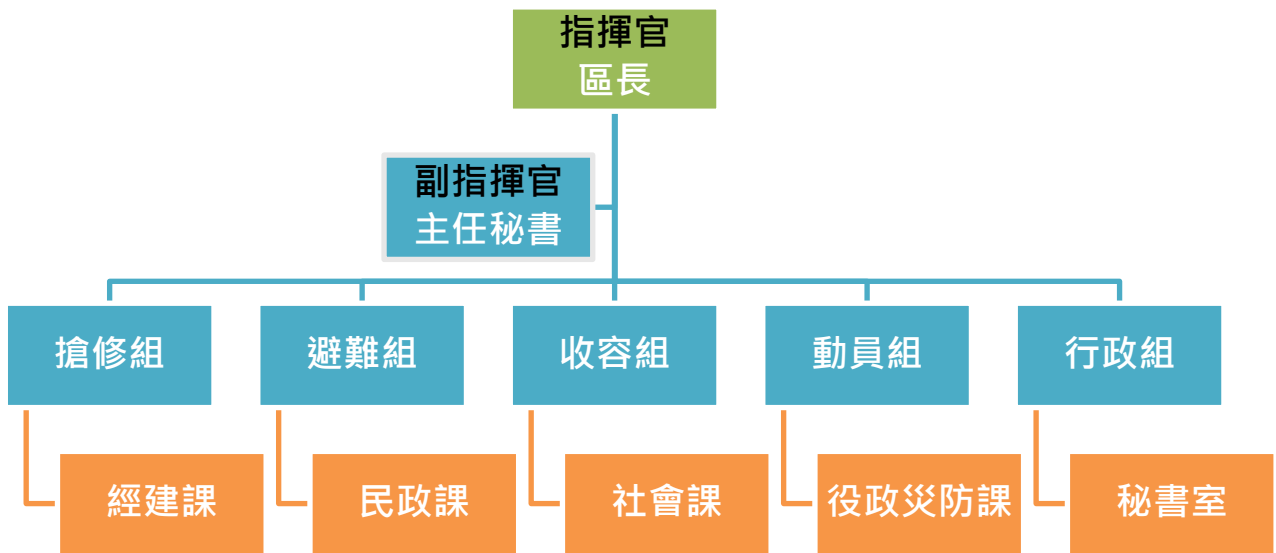 指揮官
區長
副指揮官
主任秘書
搶修組
避難組
收容組
動員組
行政組
經建課
民政課
社會課
役政災防課
秘書室